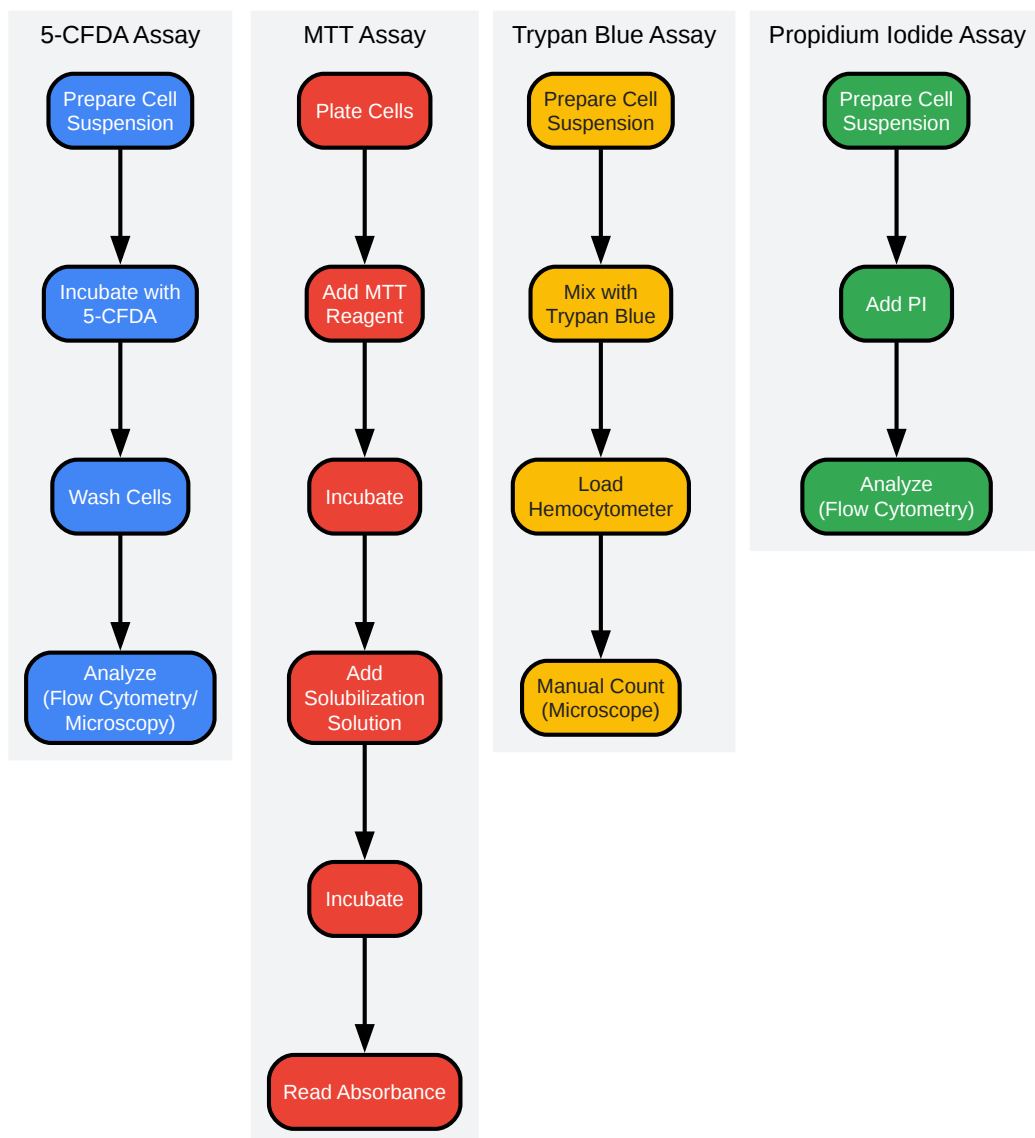 5-CFDA Assay
Prepare Cell
Suspension
Incubate with
5-CFDA
Wash Cells
Analyze
(Flow Cytometry/
Microscopy)
MTT Assay
Plate Cells
Add MTT
Reagent
Incubate
Add
Solubilization
Solution
Incubate
Read Absorbance
Trypan Blue Assay
Prepare Cell
Suspension
Mix with
Trypan Blue
Load
Hemocytometer
Manual Count
(Microscope)
Propidium Iodide Assay
Prepare Cell
Suspension
Add PI
Analyze
(Flow Cytometry)